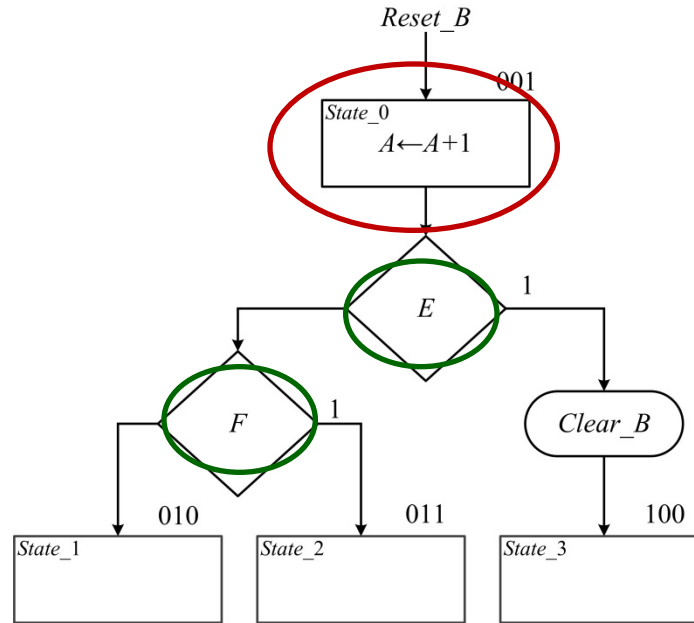 Reset_B
001
State_0
A←A+1
E
1
F
1
Clear_B
010
011
100
State_1
State_2
State_3